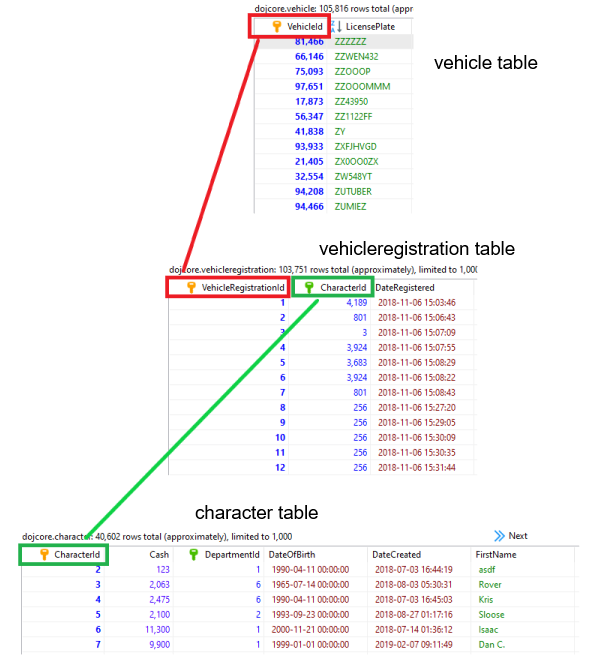 dojcore.vehicle: 105,816 rows total (appr
VehicleId LicensePlate
81,466 ZZZZZZ
66,146 ZZWEN432
75,093 ZZOOOP
97,651 ZZOOOMMM
17,873 ZZ43950
56,347 ZZ1122FF
41,838 ZY
93,933 ZXFJHVGD
21,405 ZX0OO0ZX
32,554 ZW548YT
94,208 ZUTUBER
94,466 ZUMIEZ
vehicle table
vehicleregistration table
dojcore.vehicleregistration: 103,751 rows total (approximately), limited to 1,000
VehicleRegistrationId CharacterId DateRegistered
1 4,189 2018-11-06 15:03:46
2 801 2018-11-06 15:06:43
3 3 2018-11-06 15:07:09
4 3,924 2018-11-06 15:07:55
5 3,683 2018-11-06 15:08:29
6 3,924 2018-11-06 15:08:22
7 801 2018-11-06 15:08:43
8 256 2018-11-06 15:27:20
9 256 2018-11-06 15:29:05
10 256 2018-11-06 15:30:09
11 256 2018-11-06 15:30:35
12 256 2018-11-06 15:31:44
character table
dojcore.character: 40,602 rows total (approximately), limited to 1,000
Next
CharacterId Cash DepartmentId DateOfBirth DateCreated FirstName
2 123 1 1990-04-11 00:00:00 2018-07-03 16:44:19 asdf
3 2,063 6 1965-07-14 00:00:00 2018-08-03 05:30:31 Rover
4 2,475 6 1990-04-11 00:00:00 2018-07-03 16:45:03 Kris
5 2,100 2 1993-09-23 00:00:00 2018-08-27 01:17:16 Sloose
6 11,300 1 2000-11-21 00:00:00 2018-07-14 01:36:12 Isaac
7 9,900 1 1999-01-01 00:00:00 2019-02-07 09:11:49 Dan C.